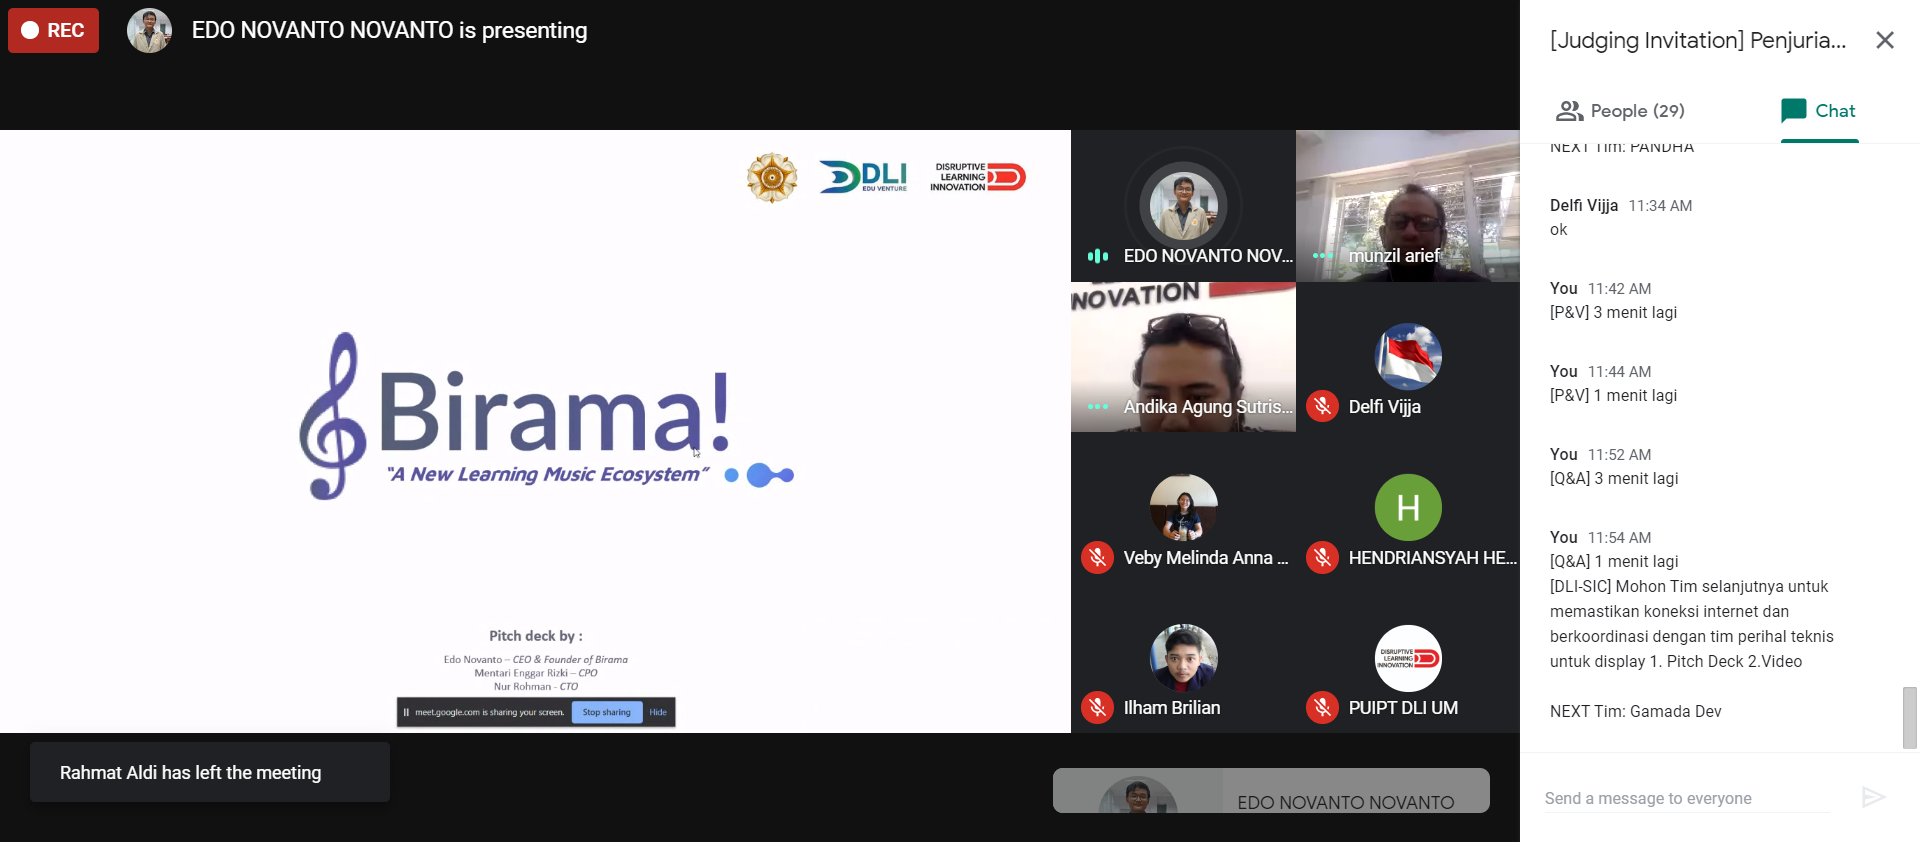 REC
EDO NOVANTO NOVANTO is presenting
DLI
EDU VENTURE
DISRUPTIVE
LEARNING
INNOVATION
Birama!
"A New Learning Music Ecosystem"
Pitch deck by :
Edo Novanto – CEO & Founder of Birama
Mentari Enggar Rizki – CPO
Nur Rohman - CTO
meet.google.com is sharing your screen.
Stop sharing
Hide
EDO NOVANTO NOV...
munzil arief
NOVATION
Andika Agung Sutris...
Delfi Vijja
Veby Melinda Anna ...
H
HENDRIANSYAH HE...
Ilham Brilian
DISRUPTIVE
LEARNING
INNOVATION
PUIPT DLI UM
Rahmat Aldi has left the meeting
EDO NOVANTO NOVANTO
[Judging Invitation] Penjuria...
People (29)
Chat
NEXT Tim: PANDHA
Delfi Vijja 11:34 AM
ok
You 11:42 AM
[P&V] 3 menit lagi
You 11:44 AM
[P&V] 1 menit lagi
You 11:52 AM
[Q&A] 3 menit lagi
You 11:54 AM
[Q&A] 1 menit lagi
[DLI-SIC] Mohon Tim selanjutnya untuk
memastikan koneksi internet dan
berkoordinasi dengan tim perihal teknis
untuk display 1. Pitch Deck 2.Video
NEXT Tim: Gamada Dev
Send a message to everyone